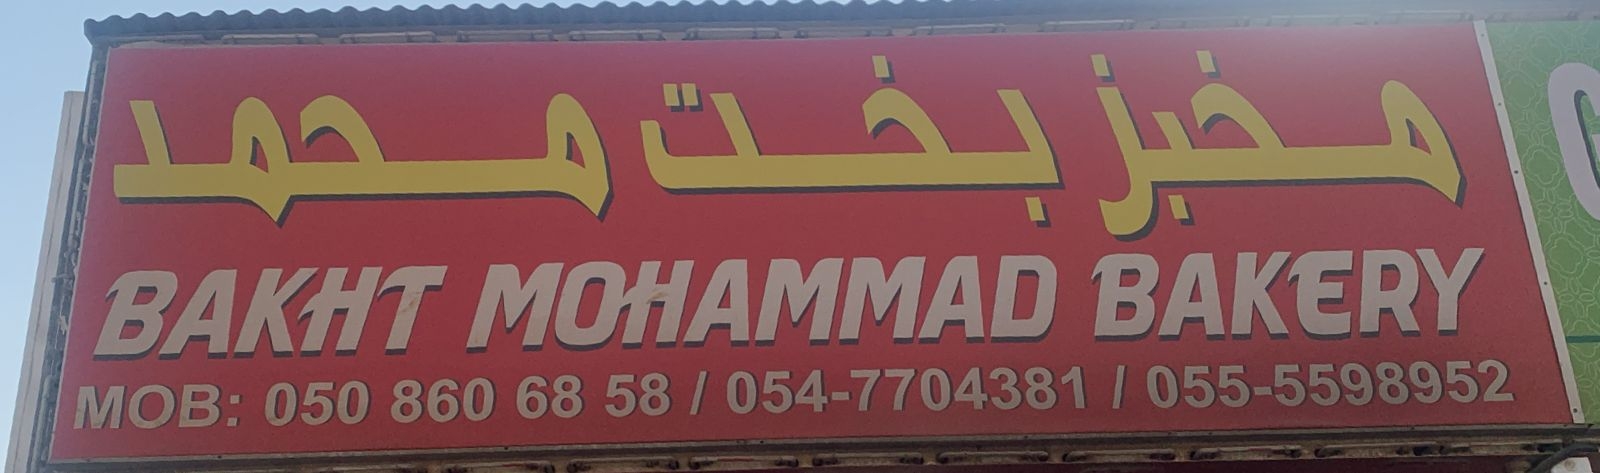 مخبز بخت محمد
BAKHT MOHAMMAD BAKERY
MOB: 050 860 68 58 / 054-7704381 / 055-5598952